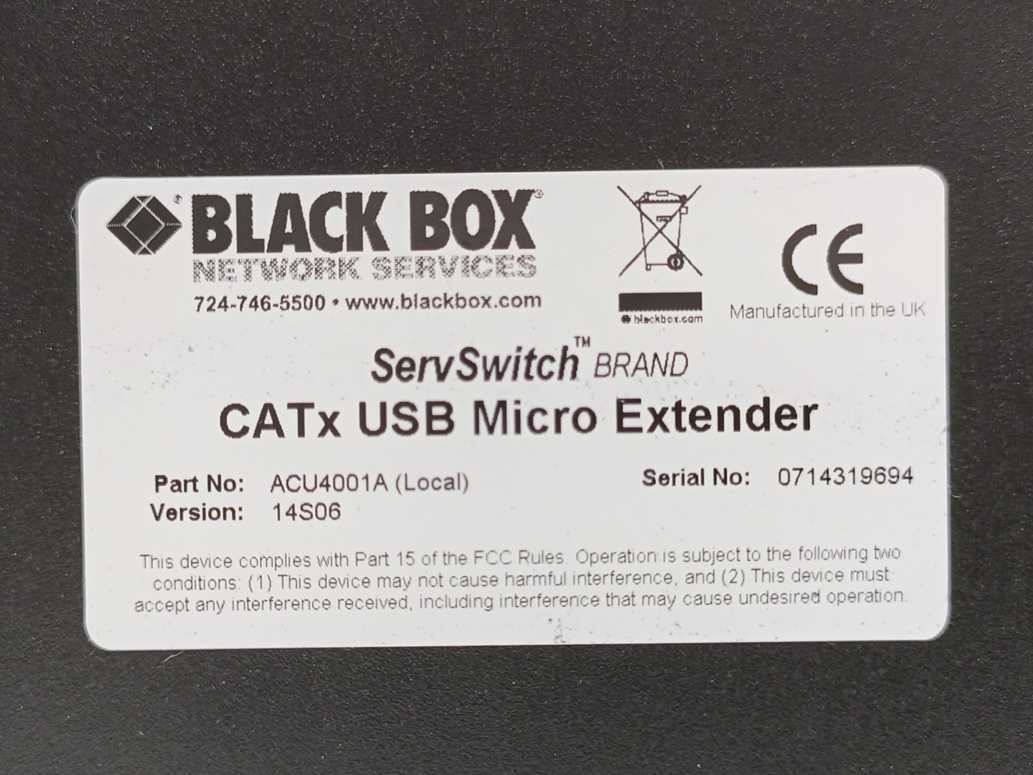 BLACK BOX®
NETWORK SERVICES
724-746-5500 • www.blackbox.com
blackbox.com
CE
Manufactured in the UK
ServSwitch™ BRAND
CATx USB Micro Extender
Part No: ACU4001A (Local)
Serial No: 0714319694
Version: 14S06
This device complies with Part 15 of the FCC Rules. Operation is subject to the following two
conditions: (1) This device may not cause harmful interference, and (2) This device must
accept any interference received, including interference that may cause undesired operation.